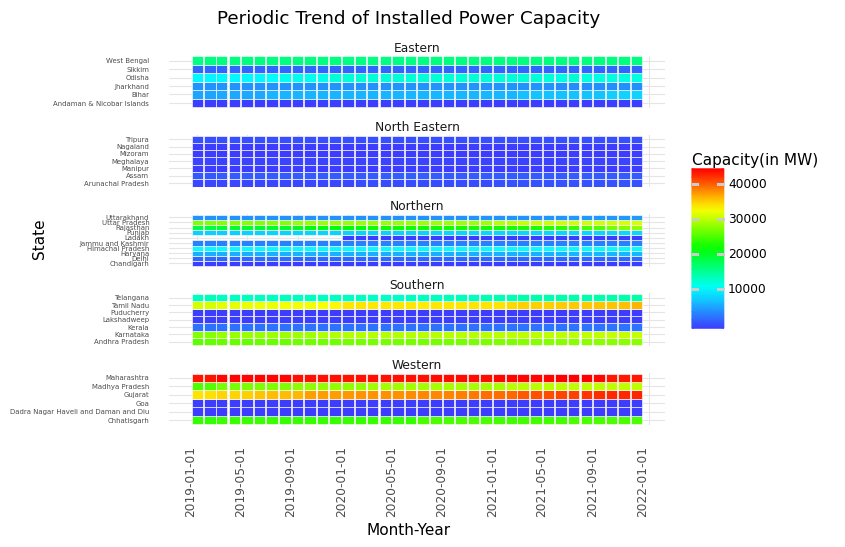 Periodic Trend of Installed Power Capacity
Eastern
West Bengal
Sikkim
Odisha
Jharkhand
Bihar
Andaman & Nicobar Islands
North Eastern
Tripura
Nagaland
Mizoram
Meghalaya
Manipur
Assam
Arunachal Pradesh
Northern
Uttarakhand
Uttar Pradesh
Rajasthan
Punjab
Ladakh
Jammu and Kashmir
Himachal Pradesh
Haryana
Delhi
Chandigarh
Southern
Telangana
Tamil Nadu
Puducherry
Lakshadweep
Kerala
Karnataka
Andhra Pradesh
Western
Maharashtra
Madhya Pradesh
Gujarat
Goa
Dadra Nagar Haveli and Daman and Diu
Chhatisgarh
State
2019-01-01
2019-05-01
2019-09-01
2020-01-01
2020-05-01
2020-09-01
2021-01-01
2021-05-01
2021-09-01
2022-01-01
Month-Year
Capacity(in MW)
40000
30000
20000
10000